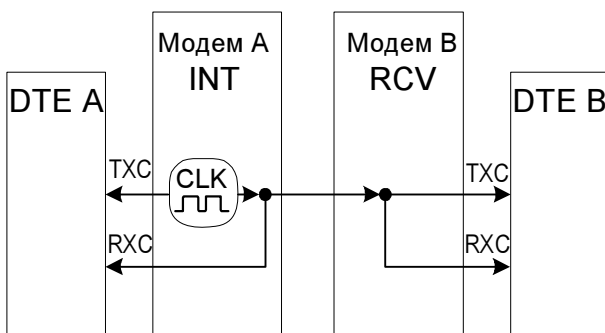 Модем А
INT
Модем В
RCV
DTE A
DTE B
TXC
CLK
TXC
RXC
RXC